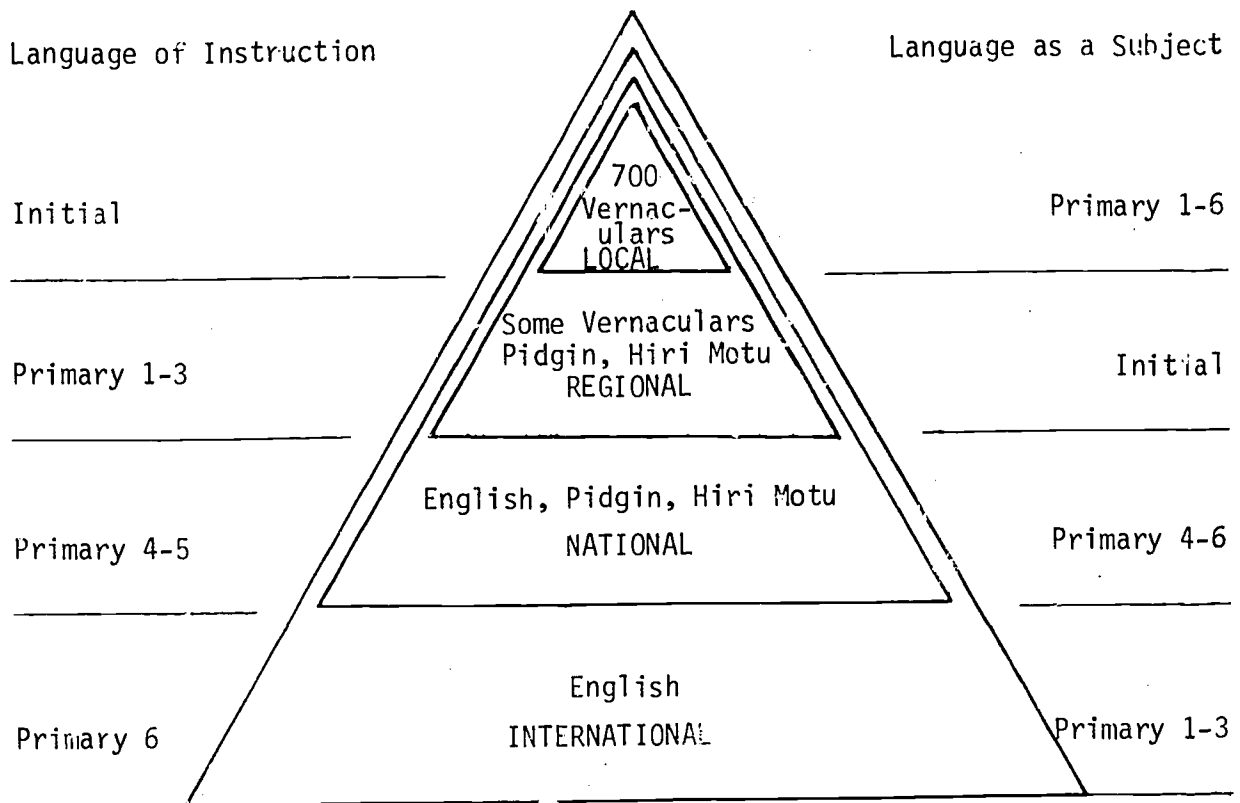 Language of Instruction
Language as a Subject
700
Vernac-
ulars
LOCAL
Initial
Primary 1-6
Some Vernaculars
Pidgin, Hiri Motu
REGIONAL
Primary 1-3
Initial
English, Pidgin, Hiri Motu
NATIONAL
Primary 4-5
Primary 4-6
English
INTERNATIONAL
Primary 6
Primary 1-3